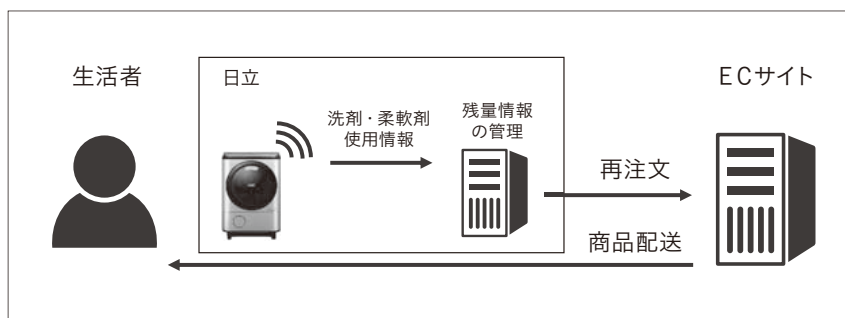 生活者
日立
ECサイト
洗剤・柔軟剤
使用情報
残量情報
の管理
再注文
商品配送